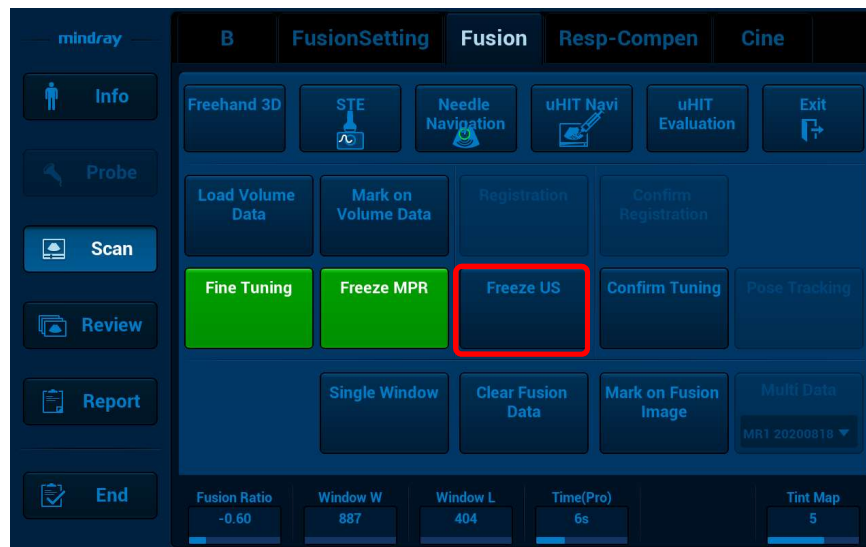 mindray
B FusionSetting Fusion Resp-Compen Cine
Info
Probe
Scan
Review
Report
End
Freehand 3D
STE
Needle
Navigation
uHIT Navi
uHIT
Evaluation
Exit
Load Volume
Data
Mark on
Volume Data
Registration
Confirm
Registration
Fine Tuning
Freeze MPR
Freeze US
Confirm Tuning
Pose Tracking
Single Window
Clear Fusion
Data
Mark on Fusion
Image
Multi Data
MR1 20200818
Fusion Ratio
-0.60
Window W
887
Window L
404
Time(Pro)
6s
Tint Map
5